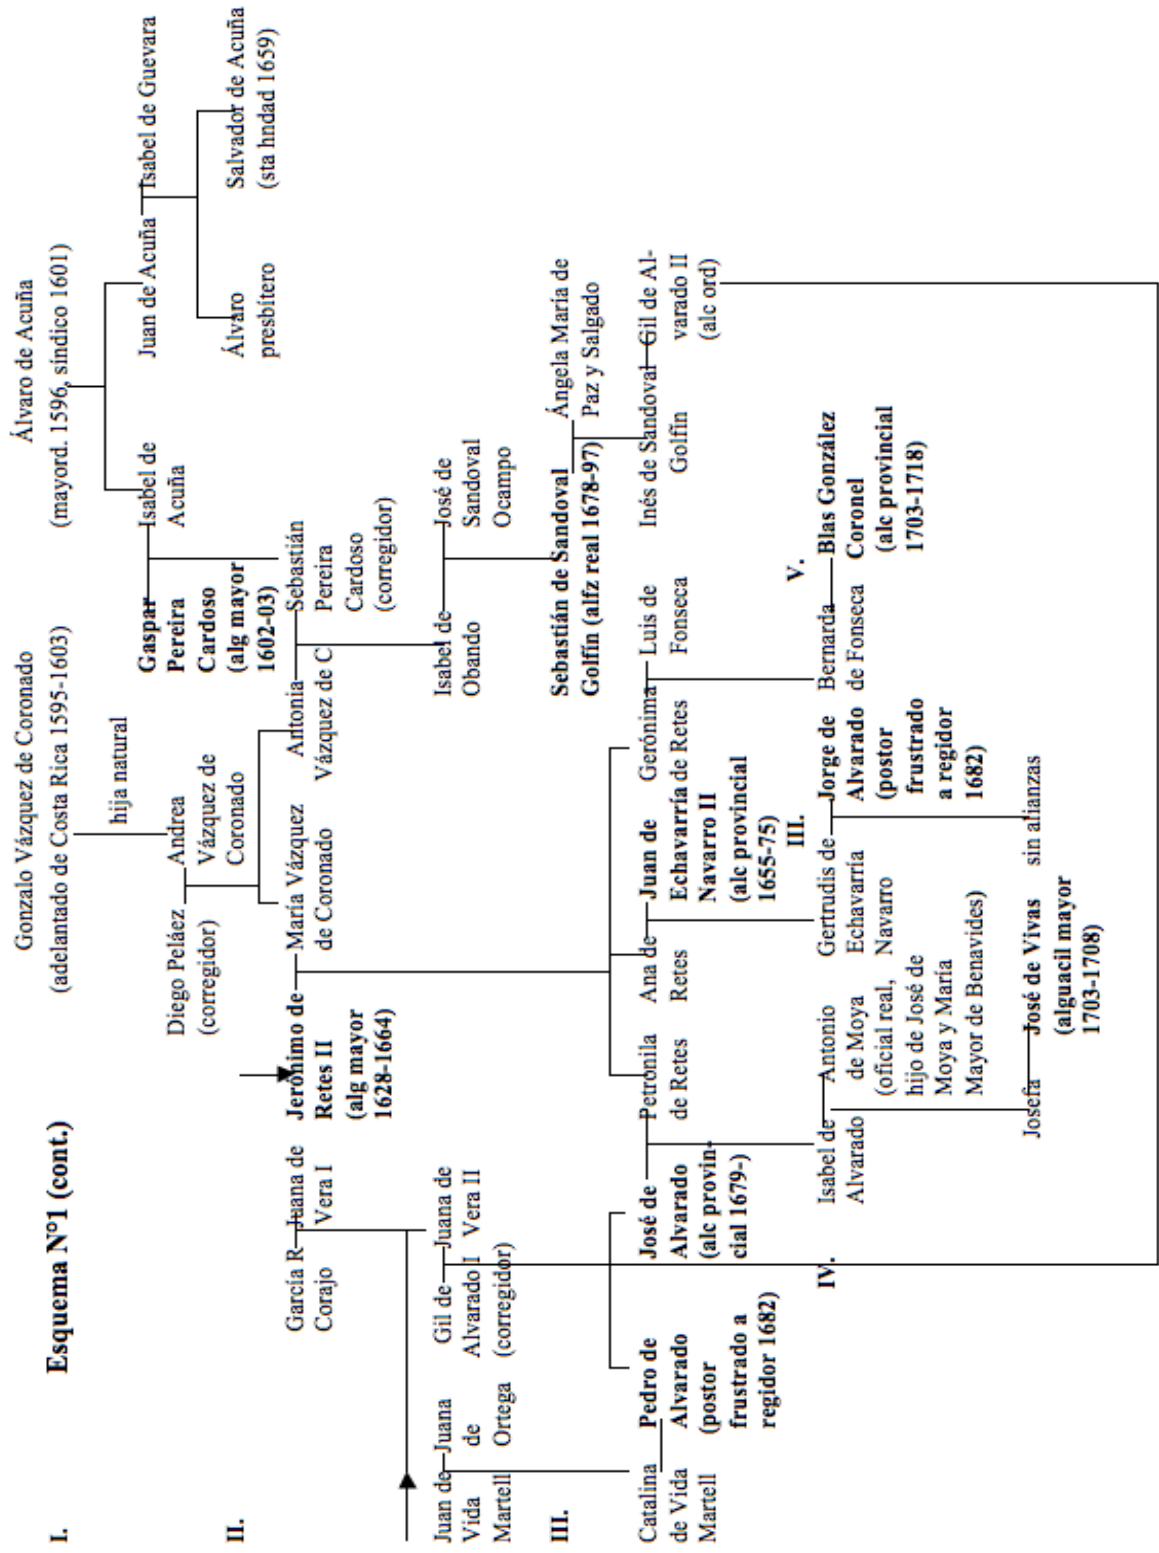 I.
Esquema N°1 (cont.)
Gonzalo Vázquez de Coronado
(adelantado de Costa Rica 1595-1603)
Álvaro de Acuña
(mayord. 1596, síndico 1601)
hija natural
Diego Peláez
(corregidor)
Andrea
Vázquez de
Coronado
Gaspar
Pereira
Cardoso
(alg mayor
1602-03)
Isabel de
Acuña
Juan de Acuña
Isabel de Guevara
II.
Álvaro
presbítero
Salvador de Acuña
(sta hndad 1659)
García R
Corajo
Juana de
Vera I
Jerónimo de
Retes II
(alg mayor
1628-1664)
María Vázquez
de Coronado
Antonia
Vázquez de C
Sebastián
Pereira
Cardoso
(corregidor)
Juan de
Vida
Martell
Juana
de
Ortega
Gil de
Alvarado I
(corregidor)
Juana de
Vera II
Isabel de
Obando
José de
Sandoval
Ocampo
III.
Sebastián de Sandoval
Golfín (alfz real 1678-97)
Ángela María de
Paz y Salgado
Catalina
de Vida
Martell
Pedro de
Alvarado
(postor
frustrado a
regidor 1682)
José de
Alvarado
(alc provin-
cial 1679-)
Petronila
de Retes
Ana de
Retes
Juan de
Echavarría
Navarro II
(alc provincial
1655-75)
Gerónima
de Retes
Luis de
Fonseca
Inés de Sandoval
Golfín
Gil de Al-
varado II
(alc ord)
IV.
III.
V.
Isabel de
Alvarado
Antonio
de Moya
(oficial real,
hijo de José de
Moya y María
Mayor de Benavides)
Gertrudis de
Echavarría
Navarro
Jorge de
Alvarado
(postor
frustrado
a regidor
1682)
Bernarda
de Fonseca
Blas González
Coronel
(alc provincial
1703-1718)
Josefa
José de Vivas
(alguacil mayor
1703-1708)
sin alianzas